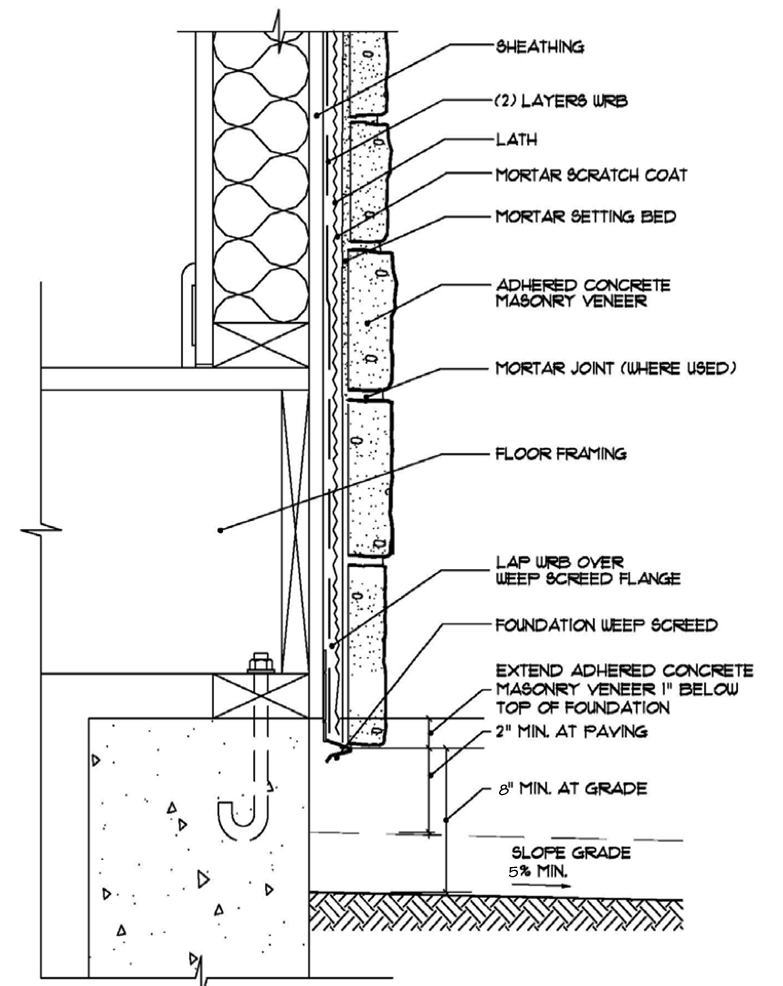 SHEATHING
(2) LAYERS WRB
LATH
MORTAR SCRATCH COAT
MORTAR SETTING BED
ADHERED CONCRETE
MASONRY VENEER
MORTAR JOINT (WHERE USED)
FLOOR FRAMING
LAP WRB OVER
WEEP SCREED FLANGE
FOUNDATION WEEP SCREED
EXTEND ADHERED CONCRETE
MASONRY VENEER 1" BELOW
TOP OF FOUNDATION
2" MIN. AT PAVING
8" MIN. AT GRADE
SLOPE GRADE
5% MIN.